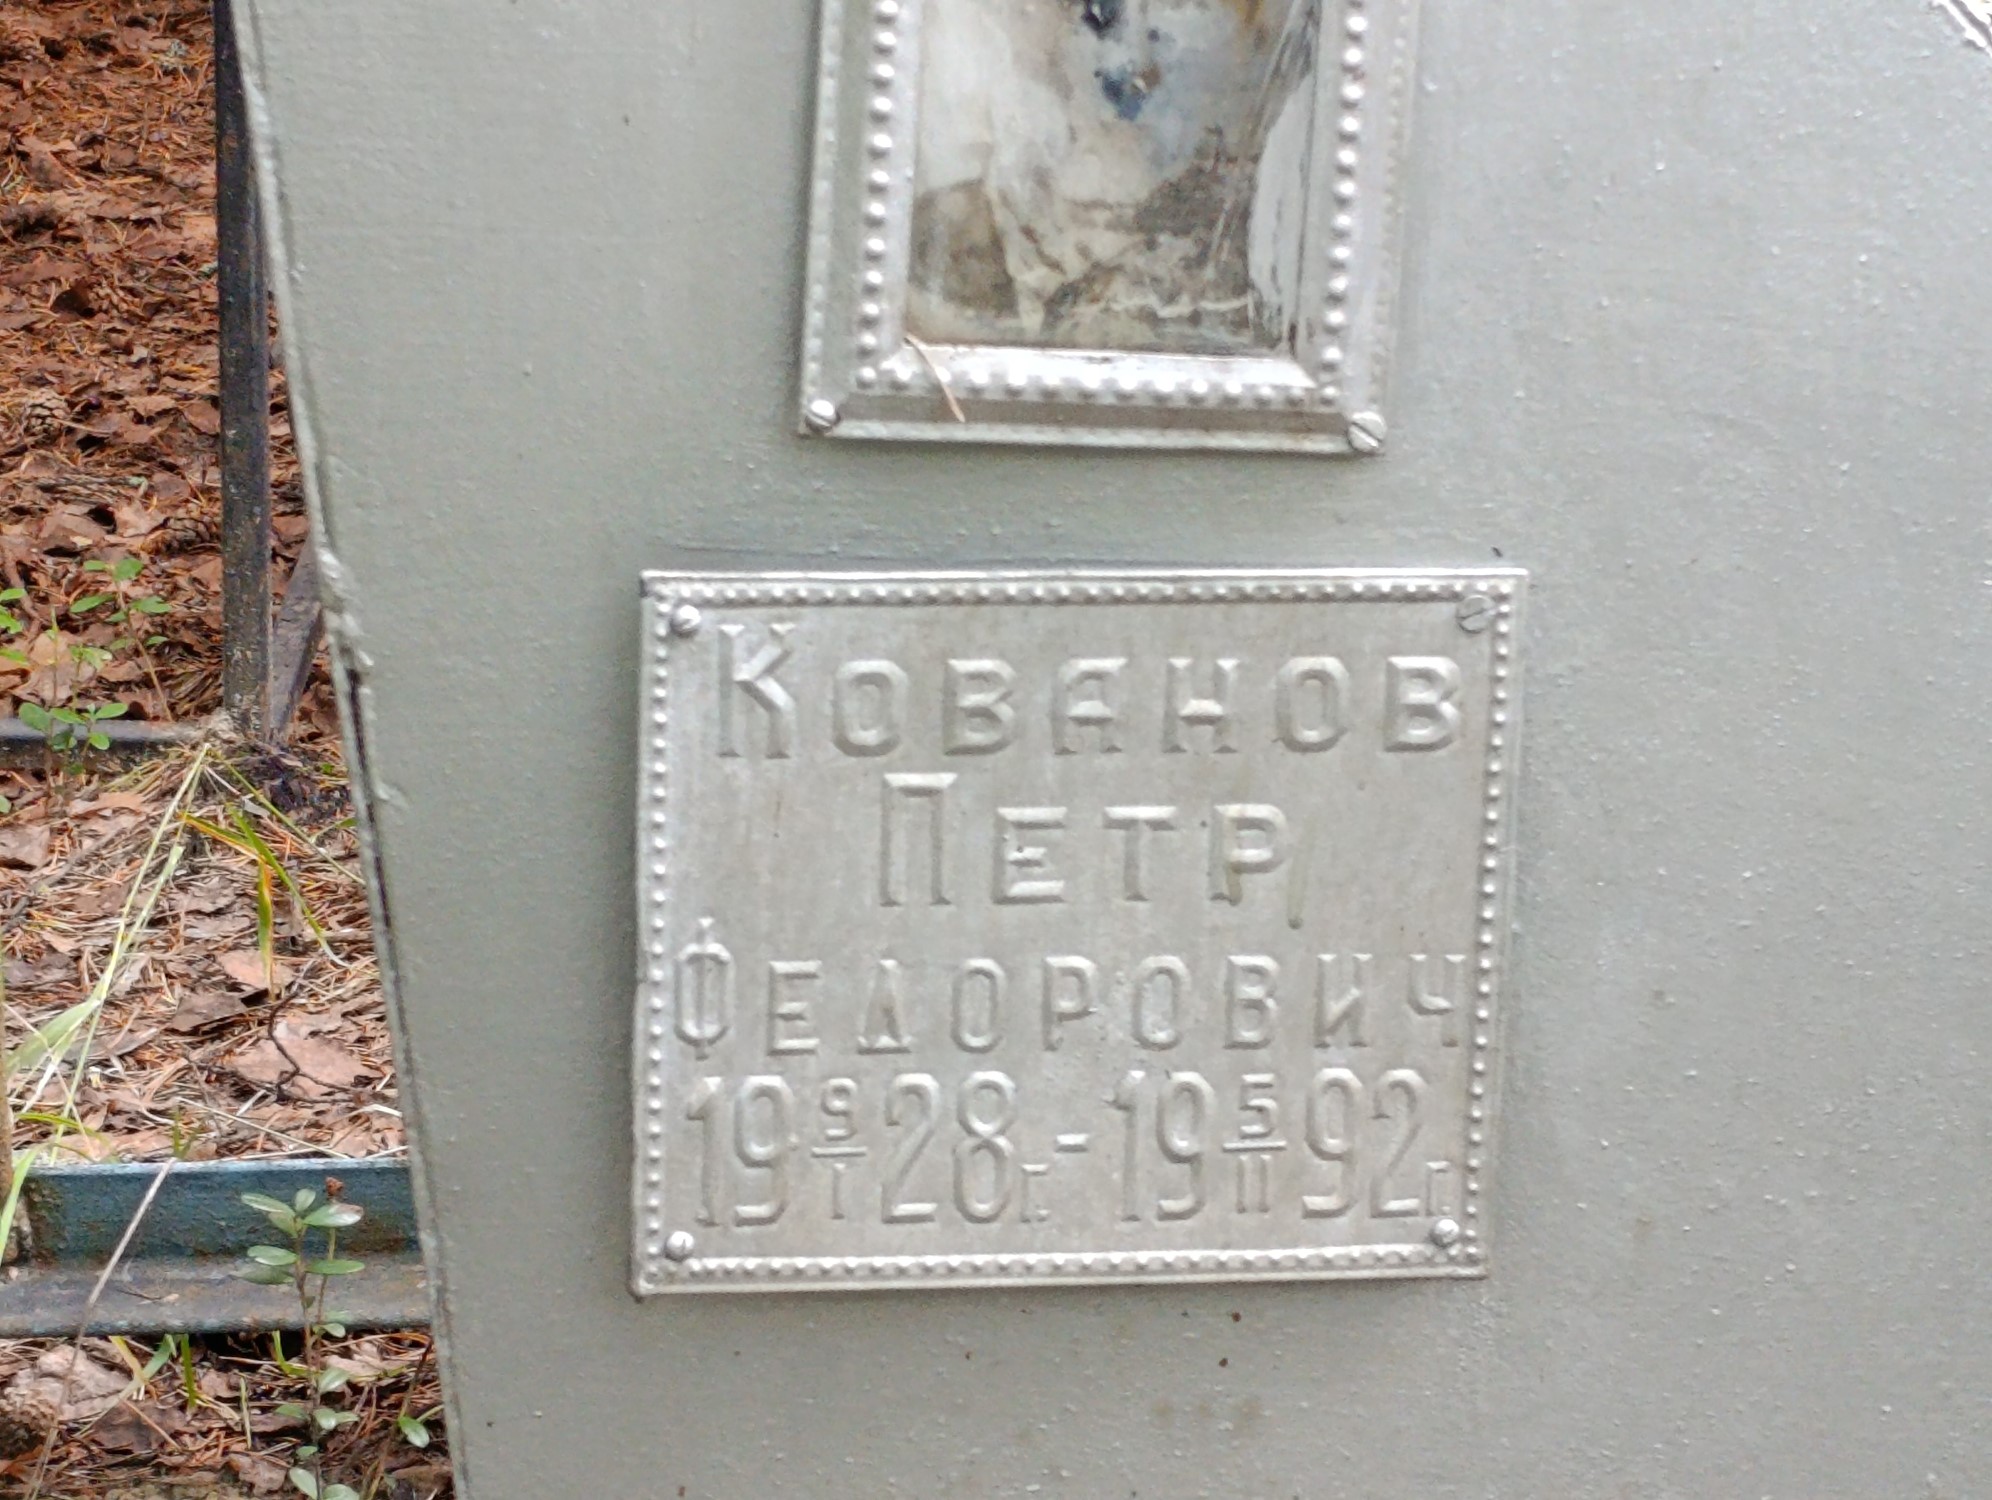 Кованов
Петр
Федорович
19 9/I 28г.-19 5/II 92г.